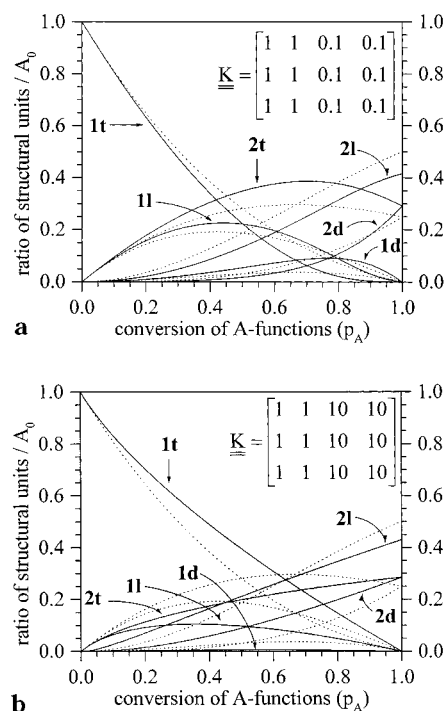 1.0 1.0
0.8 0.8
0.6 0.6
0.4 0.4
0.2 0.2
0.0 0.0
0.0 0.2 0.4 0.6 0.8 1.0
ratio of structural units / A0
conversion of A-functions (pA)
K = [1 1 0.1 0.1
1 1 0.1 0.1
1 1 0.1 0.1]
1t
2t
2l
1l
2d
1d
a
1.0 1.0
0.8 0.8
0.6 0.6
0.4 0.4
0.2 0.2
0.0 0.0
0.0 0.2 0.4 0.6 0.8 1.0
ratio of structural units / A0
conversion of A-functions (pA)
K = [1 1 10 10
1 1 10 10
1 1 10 10]
1t
2l
1d
1l
2t
2d
b